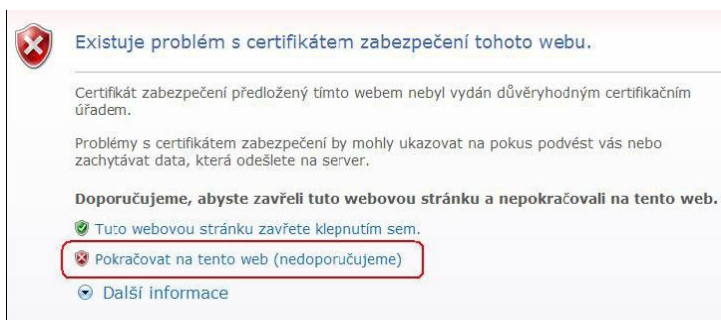 Existuje problém s certifikátem zabezpečení tohoto webu.
Certifikát zabezpečení předložený tímto webem nebyl vydán důvěryhodným certifikačním
úřadem.
Problémy s certifikátem zabezpečení by mohly ukazovat na pokus podvést vás nebo
zachytávat data, která odešlete na server.
Doporučujeme, abyste zavřeli tuto webovou stránku a nepokračovali na tento web.
Tuto webovou stránku zavřete klepnutím sem.
Pokračovat na tento web (nedoporučujeme)
Další informace